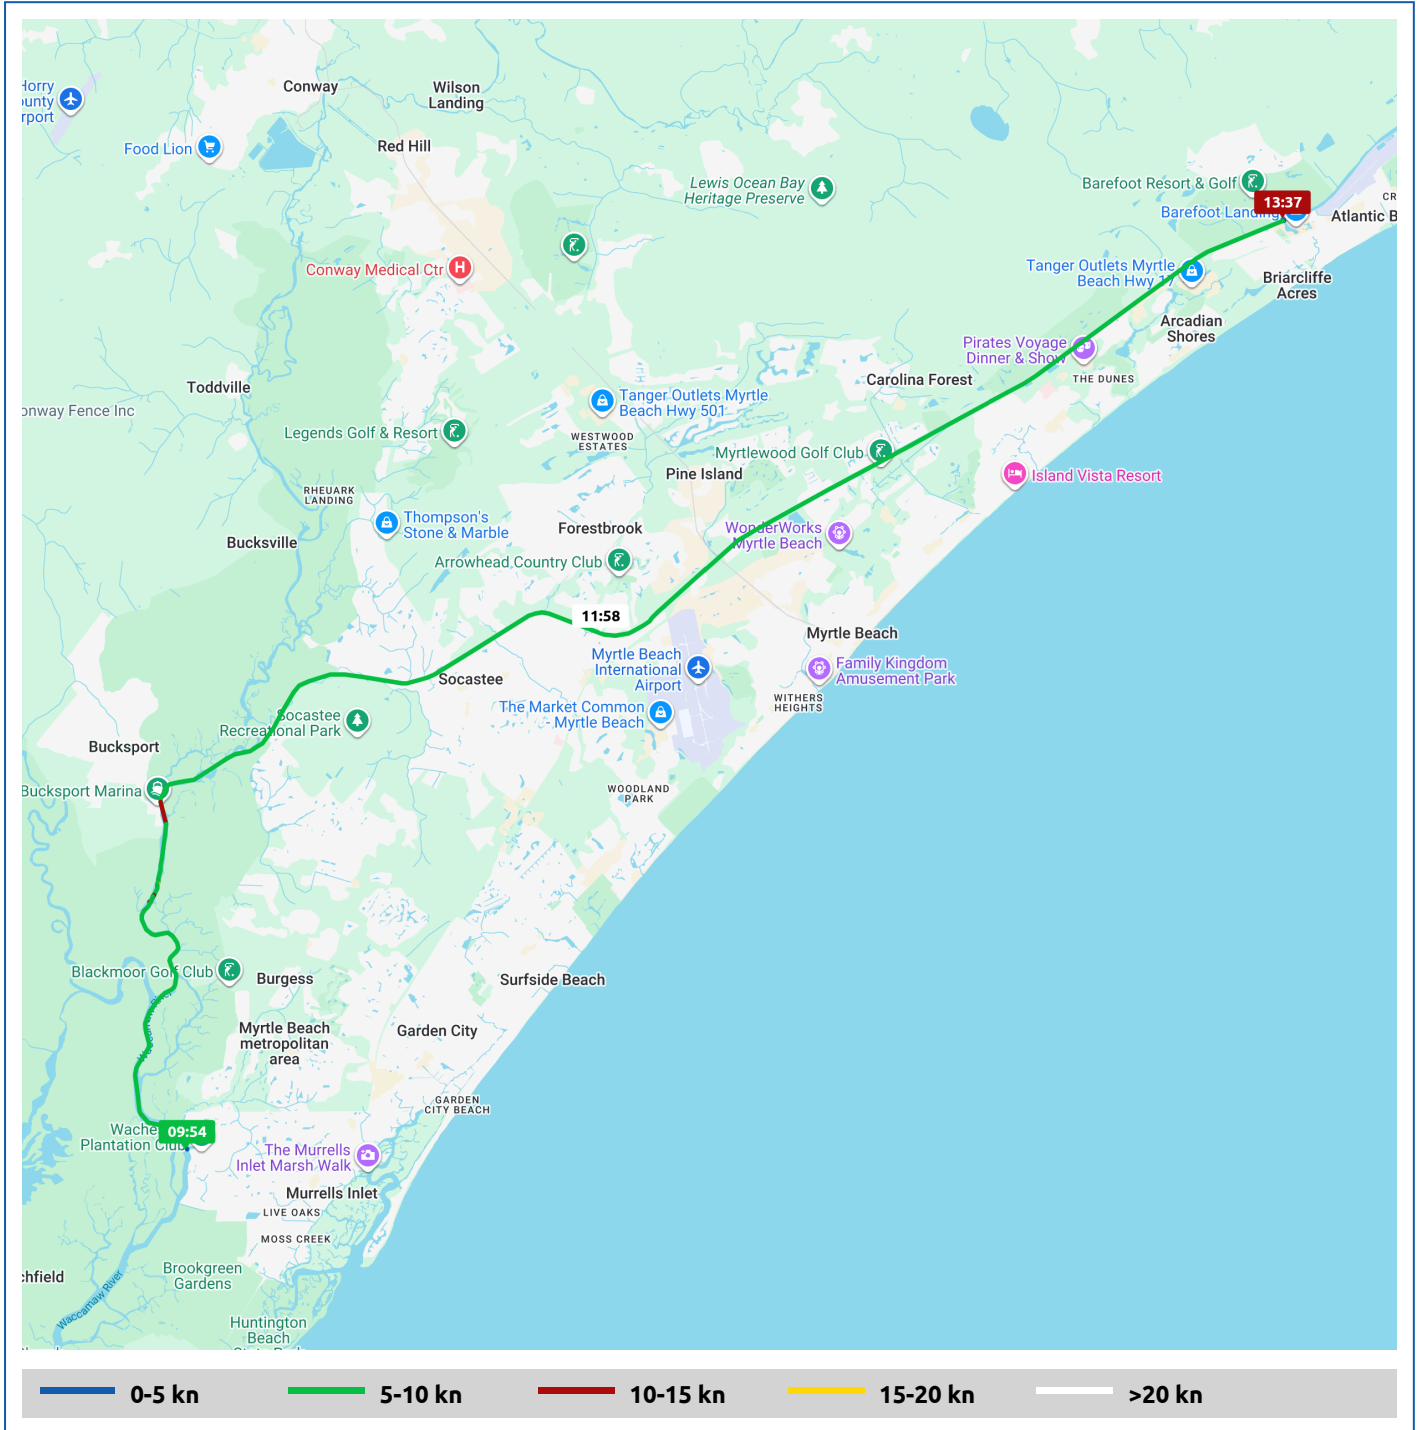 Conway
Wilson
Landing
Horry
ounty
rport
Food Lion
Red Hill
Lewis Ocean Bay
Heritage Preserve
Barefoot Resort & Golf
13:37
CR
Barefoot Landing
Atlantic B
Conway Medical Ctr
H
Tanger Outlets Myrtle
Beach Hwy 17
Briarcliffe
Acres
Arcadian
Shores
Pirates Voyage
Dinner & Show
THE DUNES
Carolina Forest
Toddville
Tanger Outlets Myrtle
Beach Hwy 501
onway Fence Inc
Legends Golf & Resort
WESTWOOD
ESTATES
Myrtlewood Golf Club
Pine Island
Island Vista Resort
RHEUARK
LANDING
Thompson's
Stone & Marble
Forestbrook
WonderWorks
Myrtle Beach
Bucksville
Arrowhead Country Club
11:58
Myrtle Beach
Myrtle Beach
International
Airport
Family Kingdom
Amusement Park
Socastee
WITHERS
HEIGHTS
The Market Common
- Myrtle Beach
Socastee
Recreational Park
Bucksport
Bucksport Marina
WOODLAND
PARK
Blackmoor Golf Club
Burgess
Surfside Beach
Myrtle Beach
metropolitan
area
Garden City
GARDEN
CITY BEACH
Wache
Plantation Club
09:54
The Murrells
Inlet Marsh Walk
Murrells Inlet
LIVE OAKS
MOSS CREEK
Brookgreen
Gardens
chfield
Waccamaw River
Huntington
Beach
0-5 kn
5-10 kn
10-15 kn
15-20 kn
>20 kn